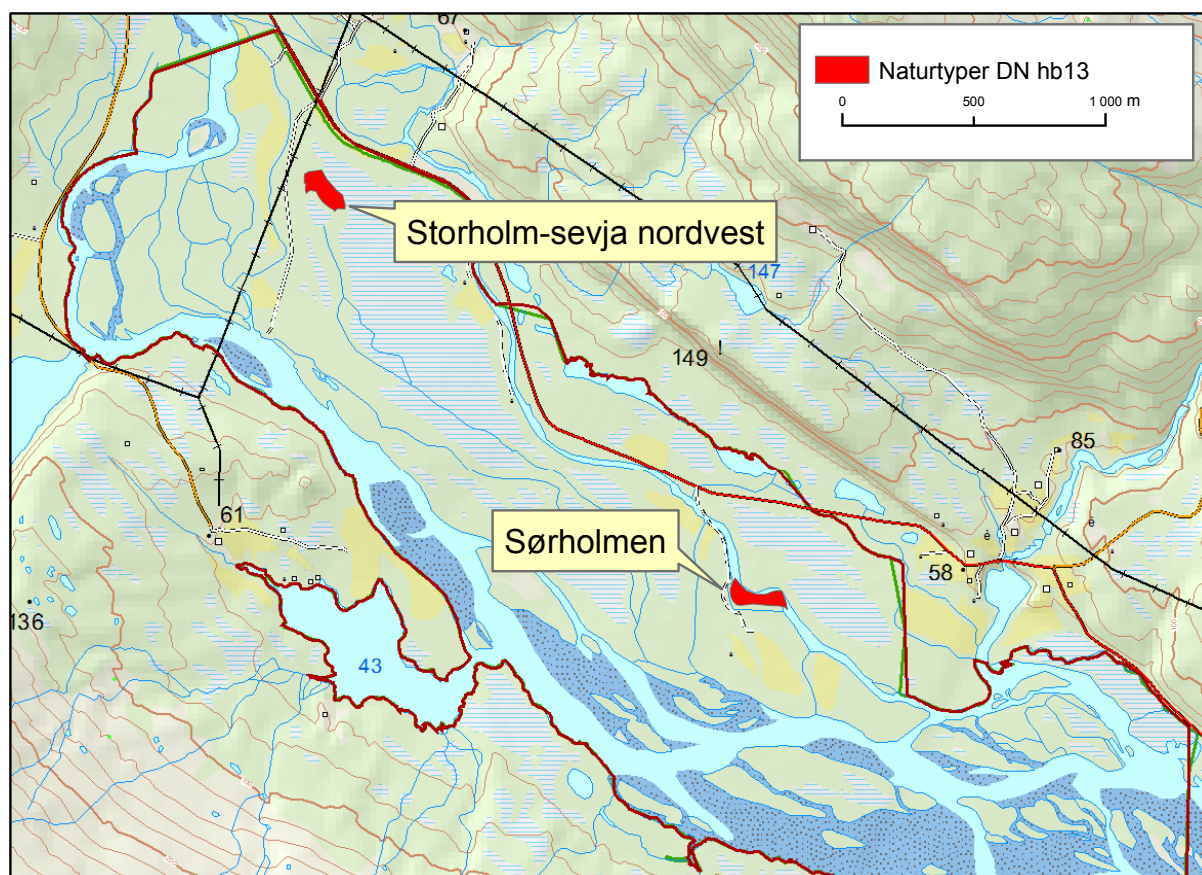 67
Naturtyper DN hb13
0 500 1 000 m
Storholm-sevja nordvest
147
149
!
85
61
Sørholmen
58
136
43